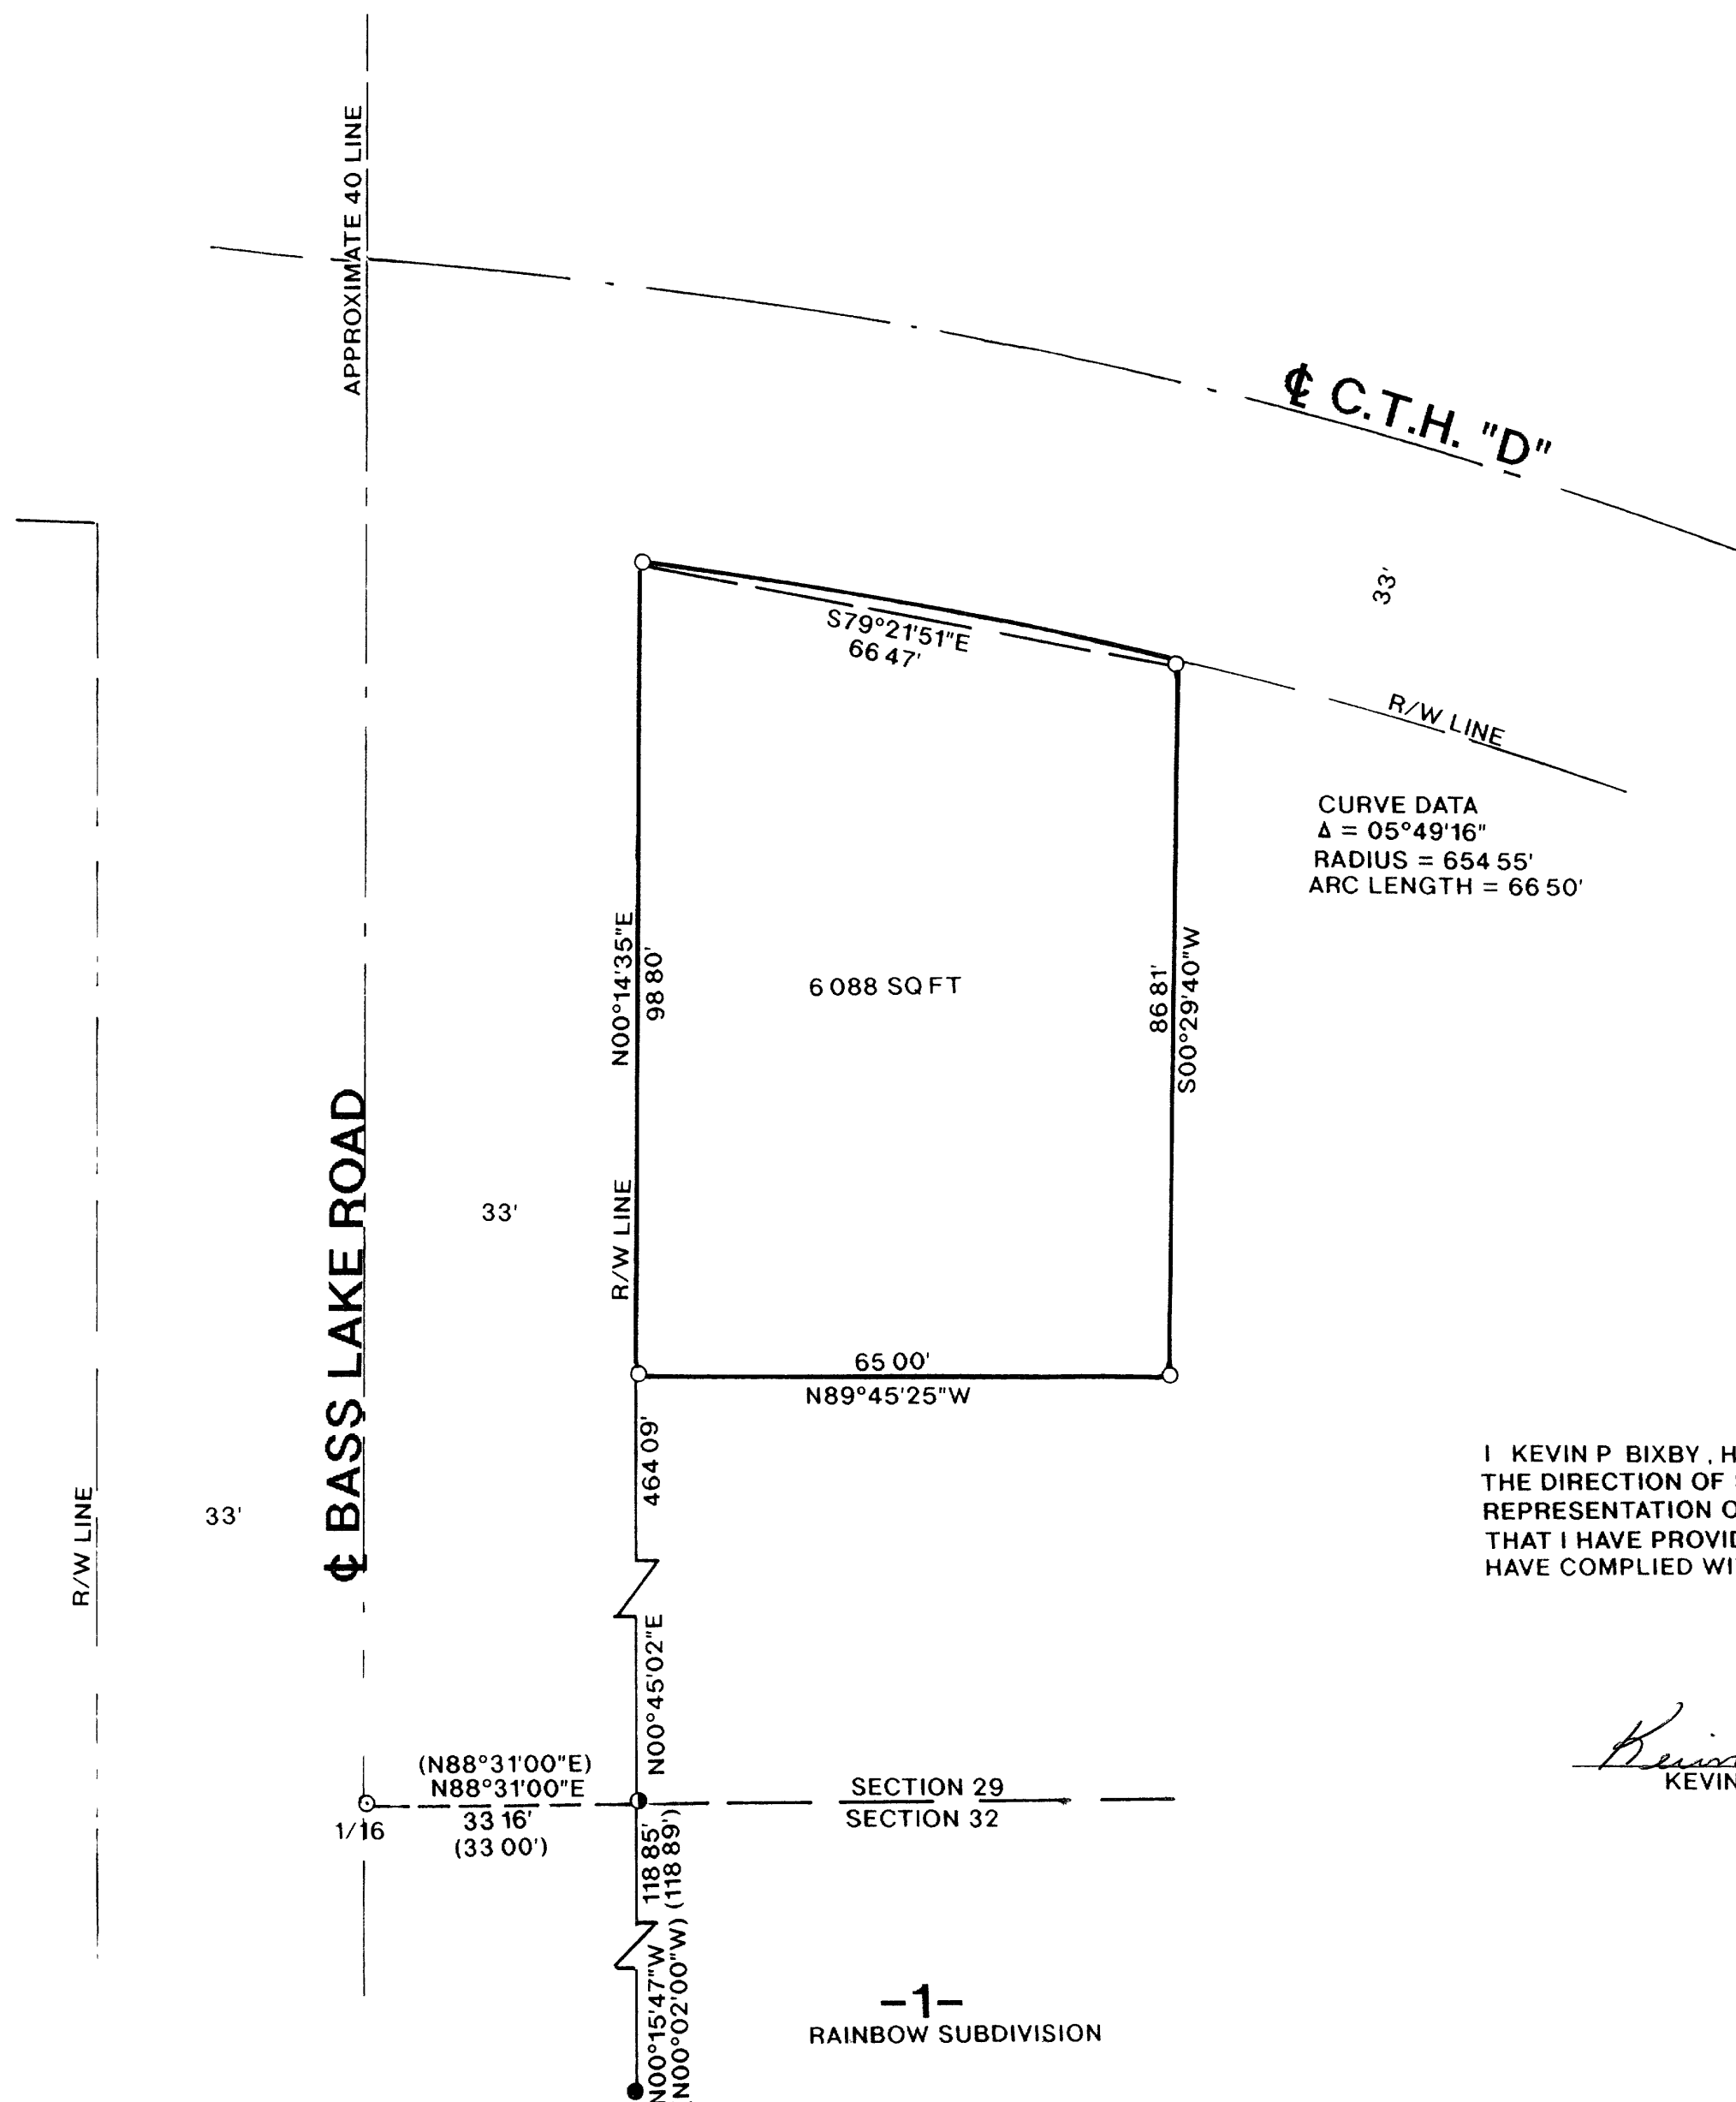 APPROXIMATE 40 LINE
℄ C.T.H. "D"
33'
S79°21'51"E
66 47'
R/W LINE
CURVE DATA
Δ = 05°49'16"
RADIUS = 654 55'
ARC LENGTH = 66 50'
N00°14'35"E
98 80'
6 088 SQ FT
86 81'
S00°29'40"W
℄ BASS LAKE ROAD
33'
R/W LINE
65 00'
N89°45'25"W
464 09'
I KEVIN P BIXBY, H
THE DIRECTION OF
REPRESENTATION O
THAT I HAVE PROVID
HAVE COMPLIED WI
R/W LINE
33'
N00°45'02"E
(N88°31'00"E)
N88°31'00"E
33 16'
(33 00')
1/16
SECTION 29
SECTION 32
Kevin
KEVIN
118 85'
(118 89')
N00°15'47"W
(N00°02'00"W)
-1-
RAINBOW SUBDIVISION